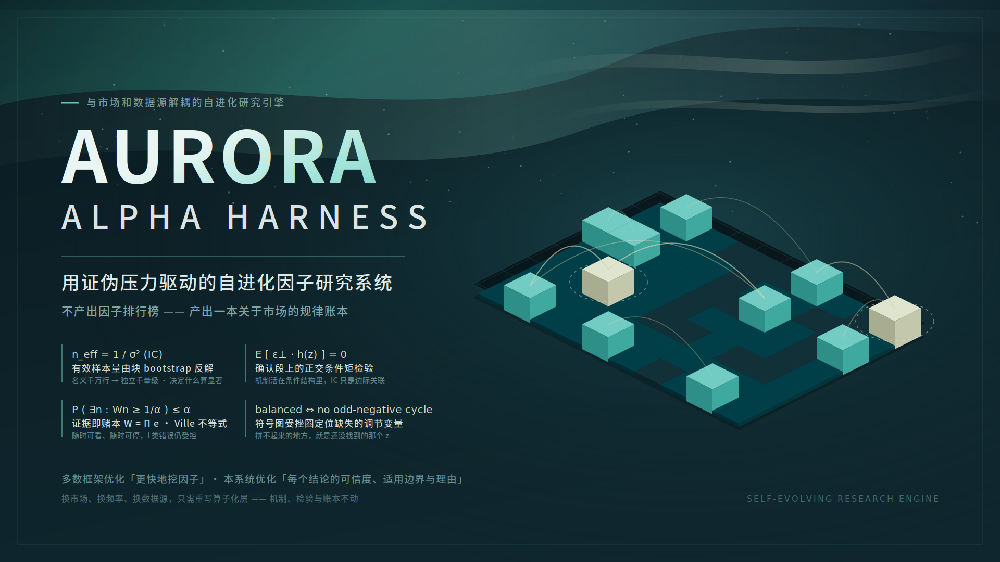 与市场和数据源解耦的自进化研究引擎
AURORA
ALPHA HARNESS
用证伪压力驱动的自进化因子研究系统
不产出因子排行榜 —— 产出一本关于市场的规律账本
n_eff = 1 / σ² (IC)
有效样本量由块 bootstrap 反解
名义千万行 → 独立千量级 · 决定什么算显著
E [ ε⊥ · h(z) ] = 0
确认段上的正交条件矩检验
机制活在条件结构里，IC 只是边际关联
P ( ∃n : Wn ≥ 1/α ) ≤ α
证据即赌本 W = Π e · Ville 不等式
随时可看、随时可停，I 类错误仍受控
balanced ⇔ no odd-negative cycle
符号图受挫圈定位缺失的调节变量
拼不起来的地方，就是还没找到的那个 z
多数框架优化「更快地挖因子」 · 本系统优化「每个结论的可信度、适用边界与理由」
换市场、换频率、换数据源，只需重写算子化层 —— 机制、检验与账本不动
SELF-EVOLVING RESEARCH ENGINE